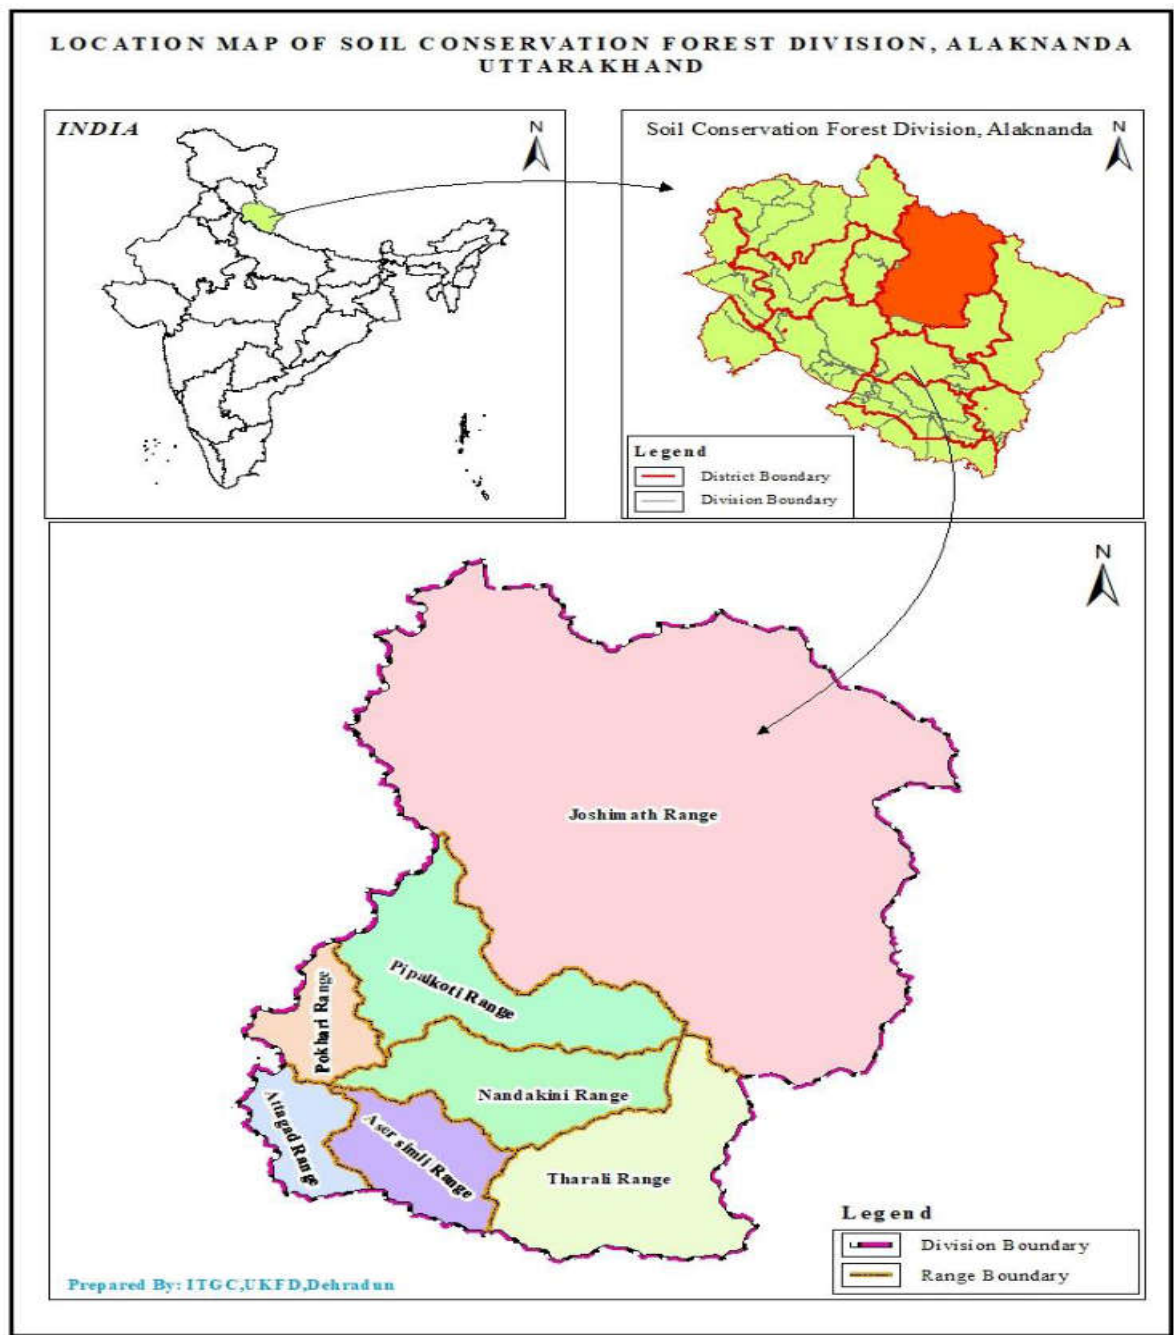 LOCATION MAP OF SOIL CONSERVATION FOREST DIVISION, ALAKNANDA
UTTARAKHAND
INDIA
N
Soil Conservation Forest Division, Alaknanda
N
Legend
District Boundary
Division Boundary
N
Joshimath Range
Pipalkoti Range
Pokhari Range
Nandakini Range
Attagad Range
Aser simli Range
Tharali Range
Legend
Division Boundary
Range Boundary
Prepared By: ITGC,UKFD,Dehradun